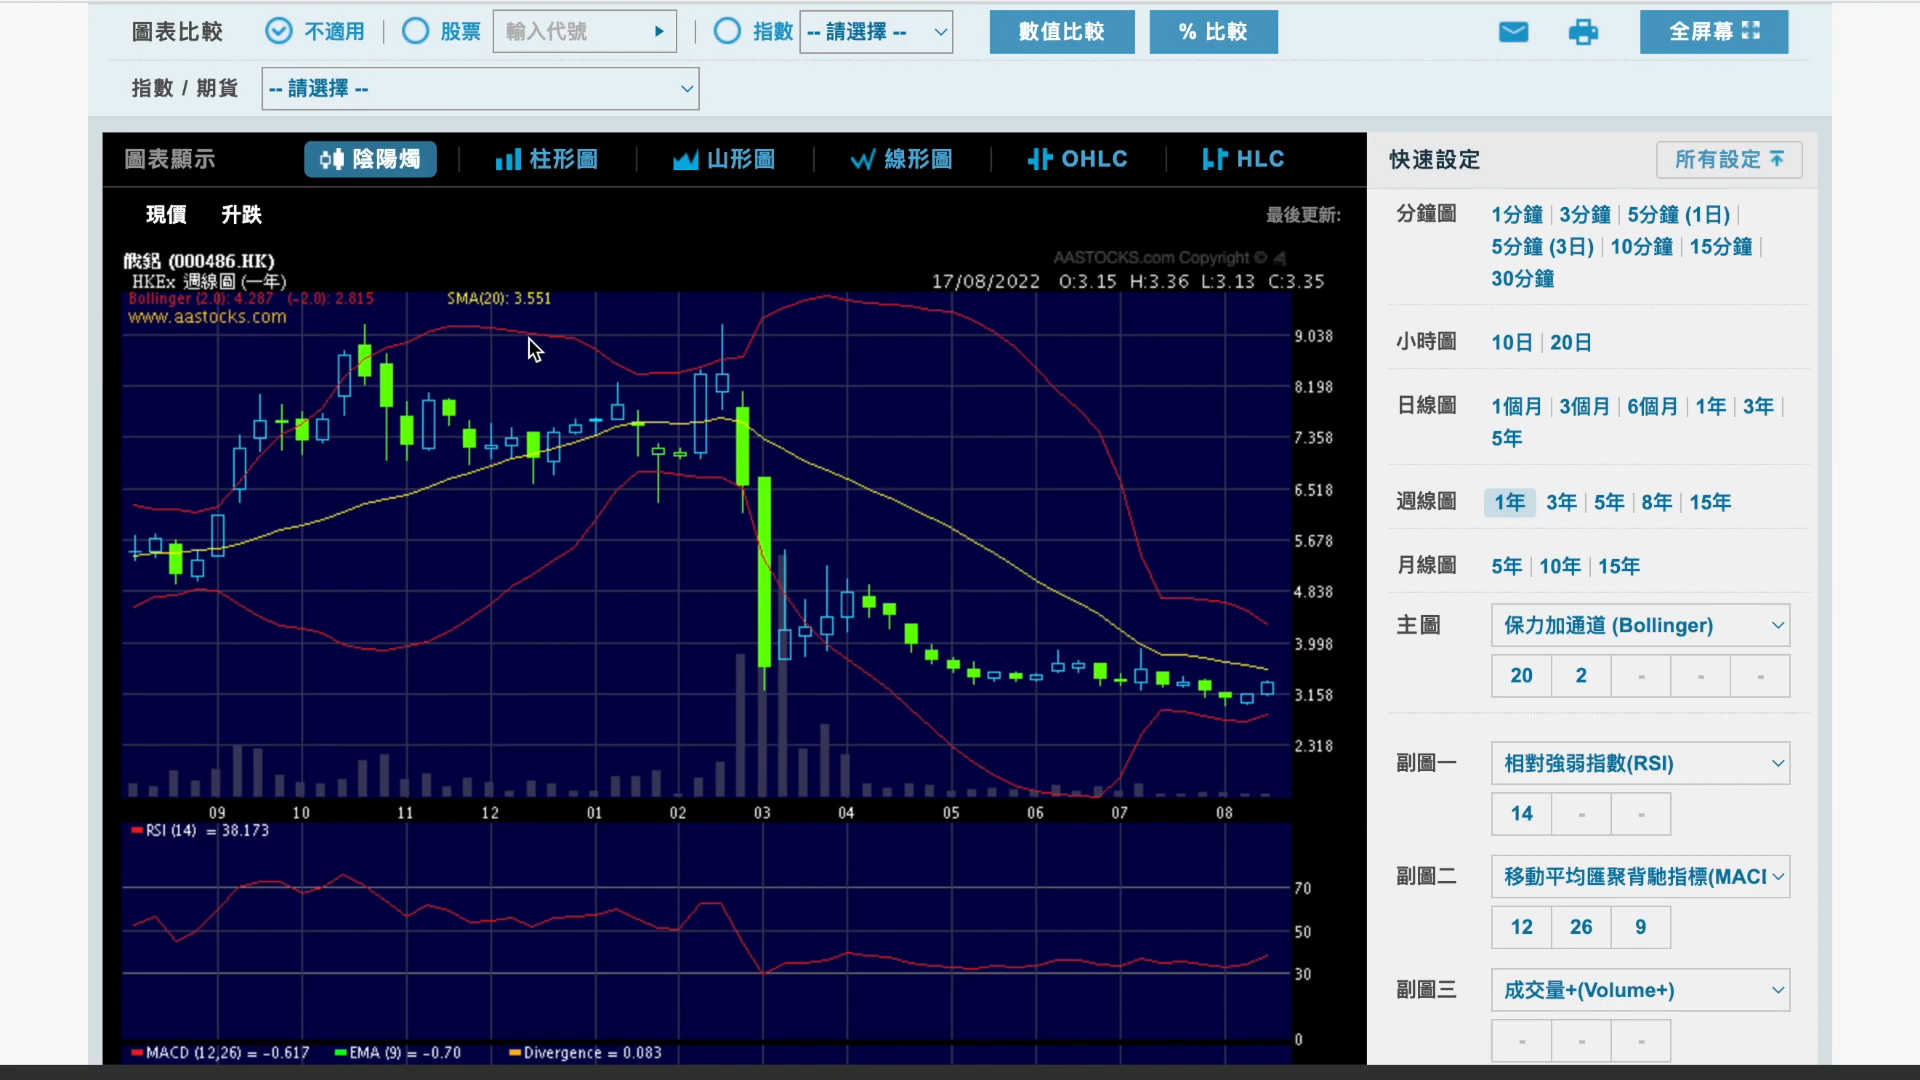 圖表比較 不適用 股票 輸入代號 指數 -- 請選擇 -- 數值比較 % 比較 全屏幕
指數 / 期貨 -- 請選擇 --
圖表顯示 陰陽燭 柱形圖 山形圖 線形圖 OHLC HLC
現價 升跌 最後更新:
AASTOCKS.com Copyright ©
俄鋁 (000486.HK)
HKEx 週線圖 (一年) 17/08/2022 O:3.15 H:3.36 L:3.13 C:3.35
Bollinger (2.0): 4.287 (-2.0): 2.815 SMA(20): 3.551
www.aastocks.com
9.038
8.198
7.358
6.518
5.678
4.838
3.998
3.158
2.318
09 10 11 12 01 02 03 04 05 06 07 08
RSI (14) = 38.173
70
50
30
0
MACD (12,26) = -0.617 EMA (9) = -0.70 Divergence = 0.083
快速設定 所有設定
分鐘圖 1分鐘 3分鐘 5分鐘 (1日)
5分鐘 (3日) 10分鐘 15分鐘
30分鐘
小時圖 10日 20日
日線圖 1個月 3個月 6個月 1年 3年
5年
週線圖 1年 3年 5年 8年 15年
月線圖 5年 10年 15年
主圖 保力加通道 (Bollinger)
20 2 - - -
副圖一 相對強弱指數(RSI)
14 - -
副圖二 移動平均匯聚背馳指標(MACI
12 26 9
副圖三 成交量+(Volume+)
- - -